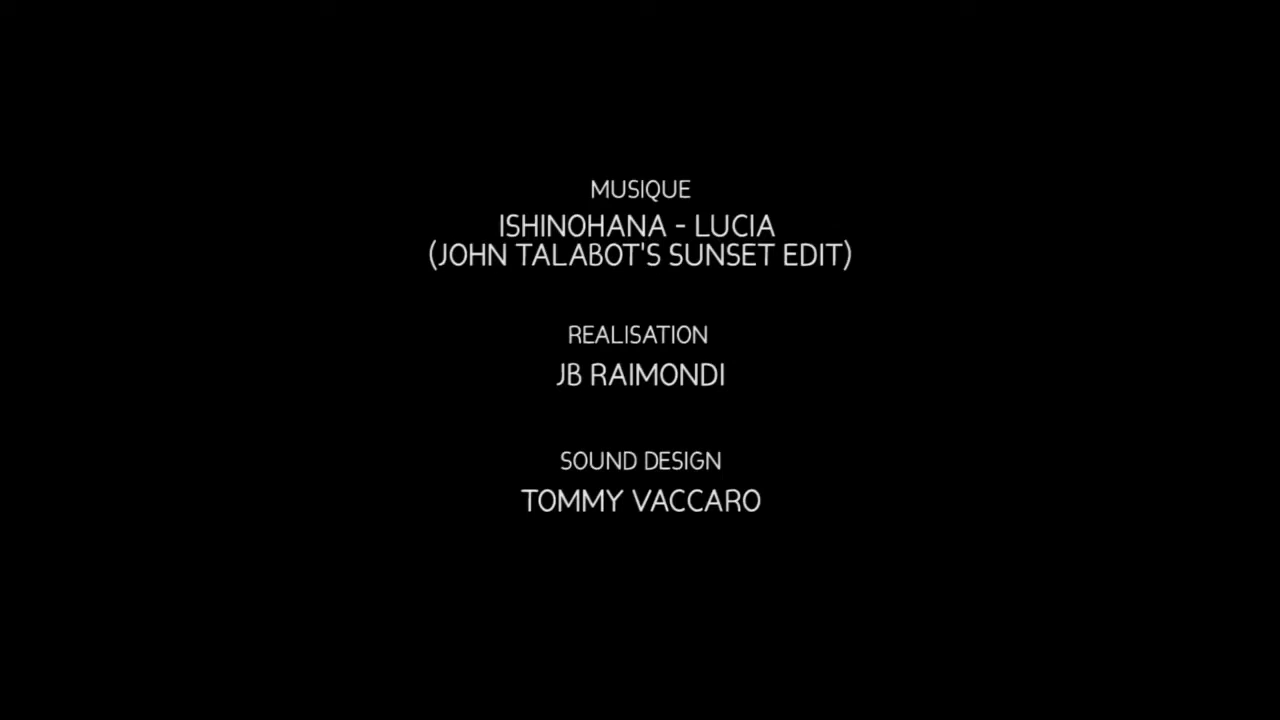 MUSIQUE
ISHINOHANA - LUCIA
(JOHN TALABOT'S SUNSET EDIT)
REALISATION
JB RAIMONDI
SOUND DESIGN
TOMMY VACCARO